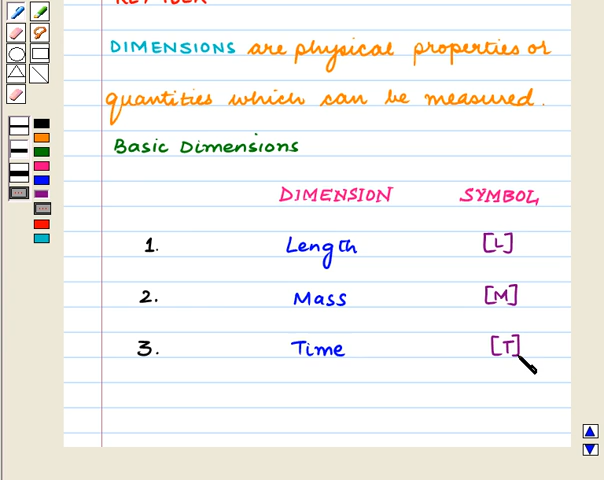 DIMENSIONS are physical properties or
quantities which can be measured.
Basic Dimensions
DIMENSION SYMBOL
1. Length [L]
2. Mass [M]
3. Time [T]